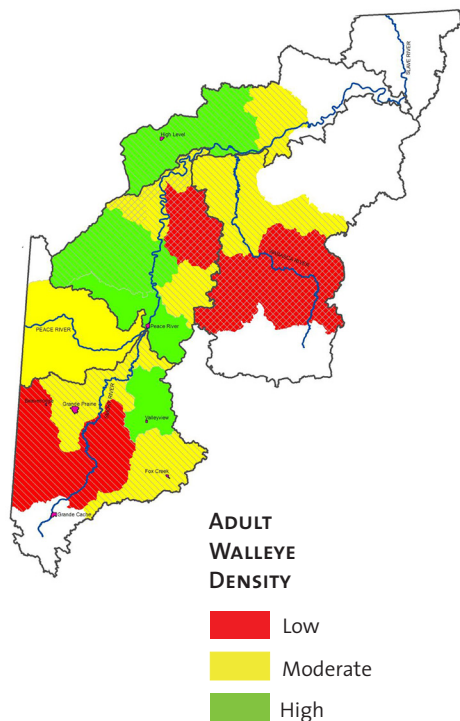 SLAVE RIVER
High Level
PEACE RIVER
Peace River
Grande Prairie
Valleyview
Fox Creek
Grande Cache
ADULT
WALLEYE
DENSITY
Low
Moderate
High